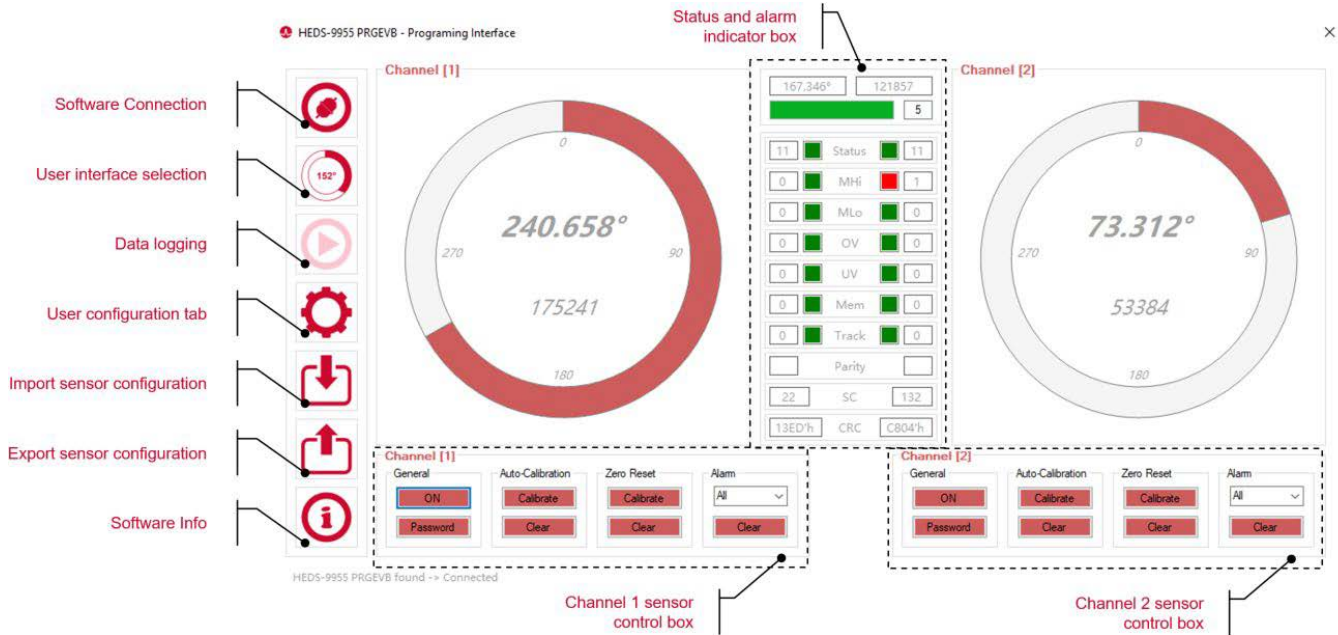 Status and alarm
indicator box
HEDS-9955 PRGEVB - Programing Interface
Software Connection
User interface selection
152°
Data logging
User configuration tab
Import sensor configuration
Export sensor configuration
Software Info
Channel [1]
0
240.658°
270
90
175241
180
167.346° 121857
5
11 Status 11
0 MHi 1
0 MLo 0
0 OV 0
0 UV 0
0 Mem 0
0 Track 0
Parity
22 SC 132
13ED'h CRC C804'h
Channel [2]
0
73.312°
270
90
53384
180
Channel [1]
General Auto-Calibration Zero Reset Alarm
ON Calibrate Calibrate All
Password Clear Clear Clear
Channel [2]
General Auto-Calibration Zero Reset Alarm
ON Calibrate Calibrate All
Password Clear Clear Clear
HEDS-9955 PRGEVB found -> Connected
Channel 1 sensor
control box
Channel 2 sensor
control box